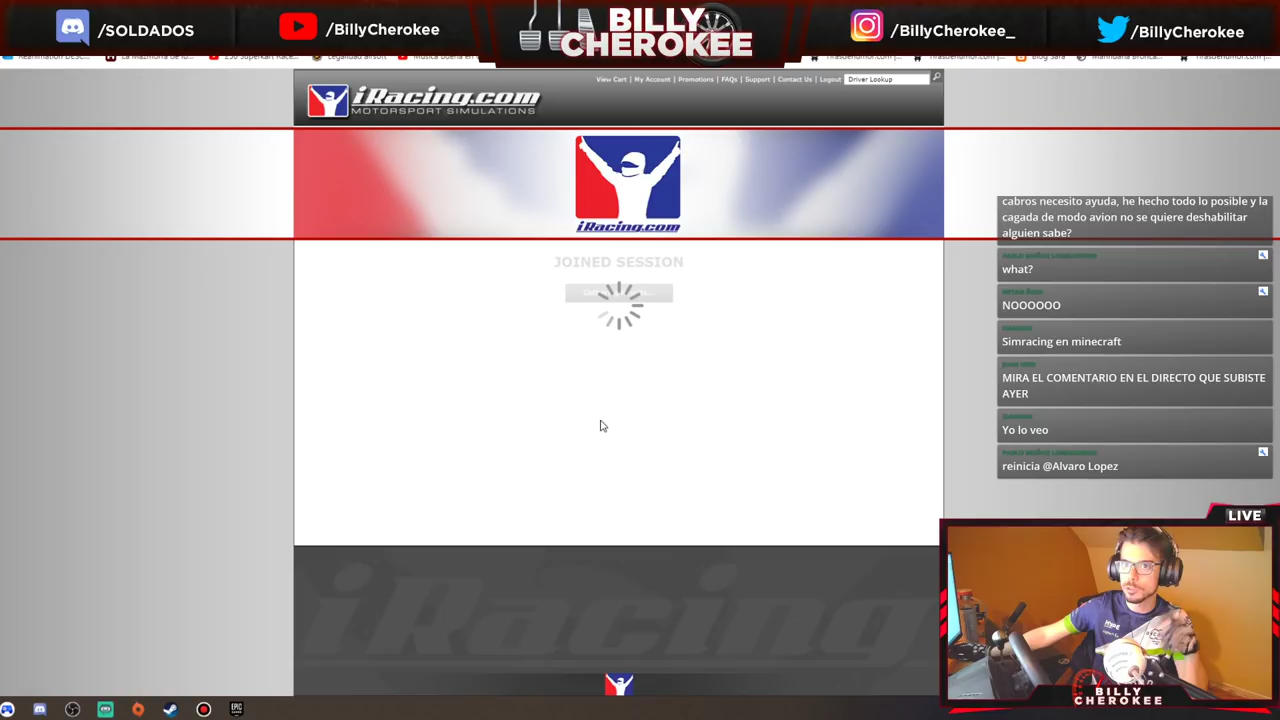 /SOLDADOS
/BillyCherokee
BILLY
CHEROKEE
/BillyCherokee_
/BillyCherokee
View Cart | My Account | Promotions | FAQs | Support | Contact Us | Logout
Driver Lookup
iRacing.com
MOTORSPORT SIMULATIONS
iRacing.com
JOINED SESSION
cabros necesito ayuda, he hecho todo lo posible y la
cagada de modo avion no se quiere deshabilitar
alguien sabe?
what?
NOOOOOO
Simracing en minecraft
MIRA EL COMENTARIO EN EL DIRECTO QUE SUBISTE
AYER
Yo lo veo
reinicia @Alvaro Lopez
LIVE
iRacing
BILLY
CHEROKEE
EPIC